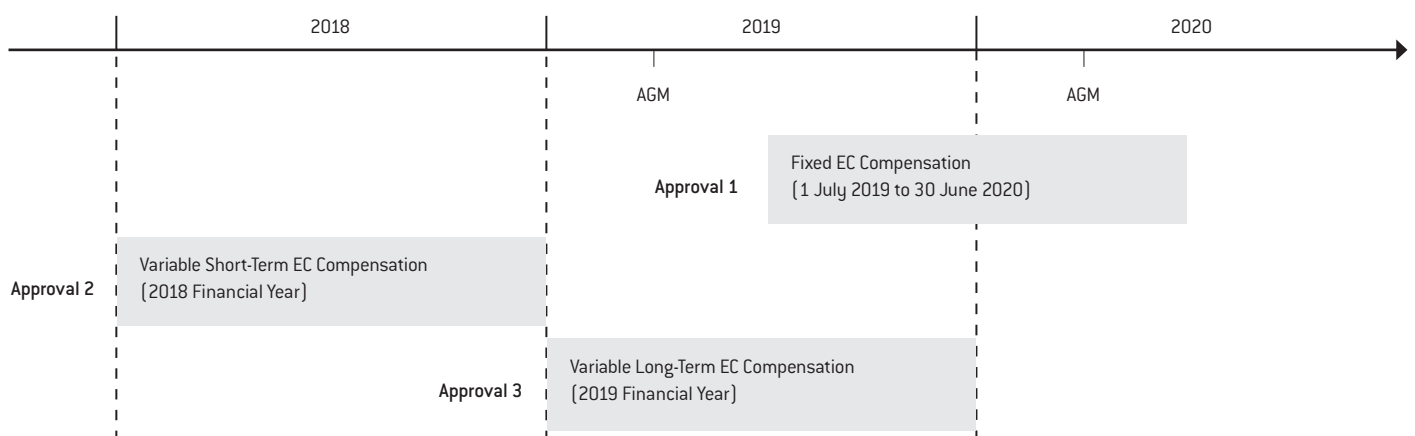 2018
2019
2020
AGM
AGM
Approval 1
Fixed EC Compensation
(1 July 2019 to 30 June 2020)
Approval 2
Variable Short-Term EC Compensation
(2018 Financial Year)
Approval 3
Variable Long-Term EC Compensation
(2019 Financial Year)